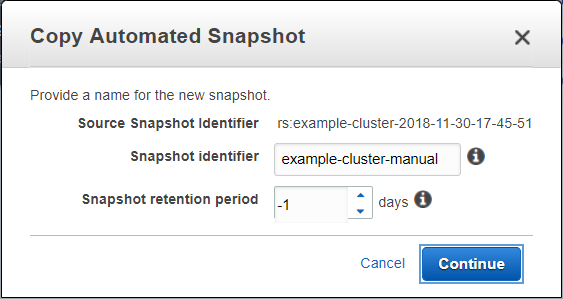 Copy Automated Snapshot
Provide a name for the new snapshot.
Source Snapshot Identifier rs:example-cluster-2018-11-30-17-45-51
Snapshot identifier example-cluster-manual
Snapshot retention period -1 days
Cancel Continue